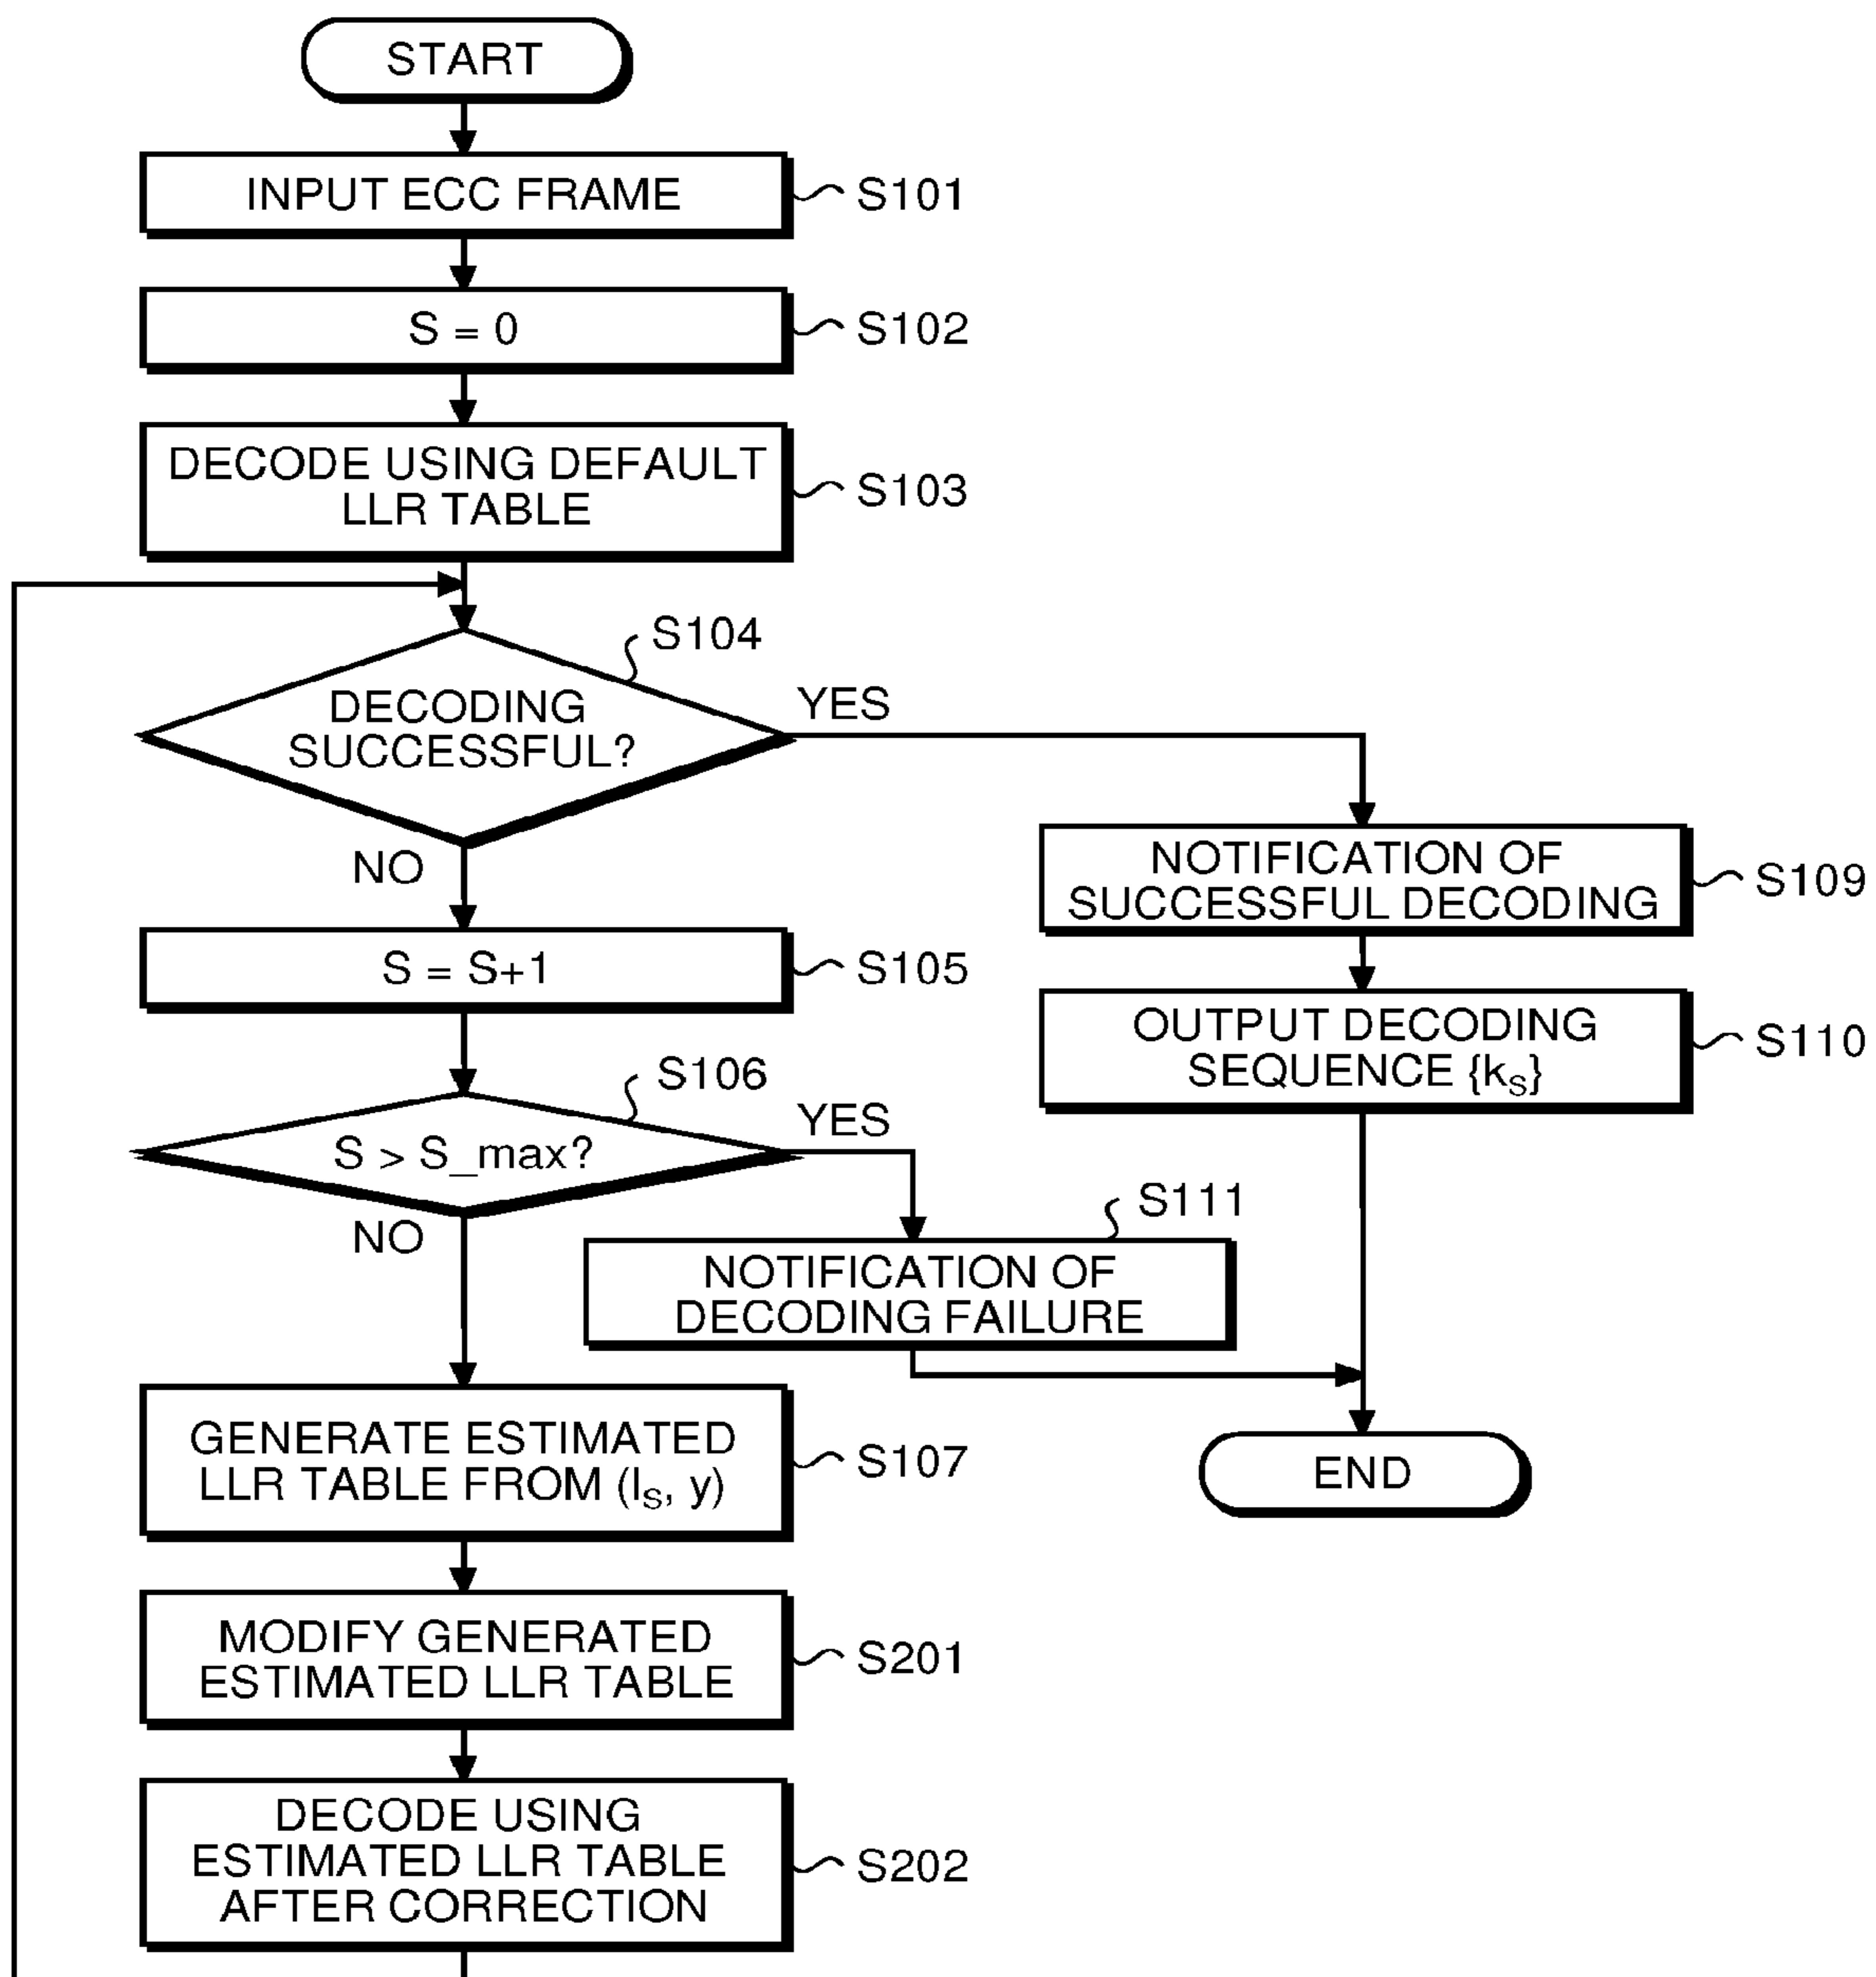 START
INPUT ECC FRAME
S101
S = 0
S102
DECODE USING DEFAULT
LLR TABLE
S103
S104
DECODING
SUCCESSFUL?
YES
NO
NOTIFICATION OF
SUCCESSFUL DECODING
S109
S = S+1
S105
OUTPUT DECODING
SEQUENCE {kS}
S110
S106
S > S_max?
YES
NO
S111
NOTIFICATION OF
DECODING FAILURE
GENERATE ESTIMATED
LLR TABLE FROM (lS, y)
S107
END
MODIFY GENERATED
ESTIMATED LLR TABLE
S201
DECODE USING
ESTIMATED LLR TABLE
AFTER CORRECTION
S202